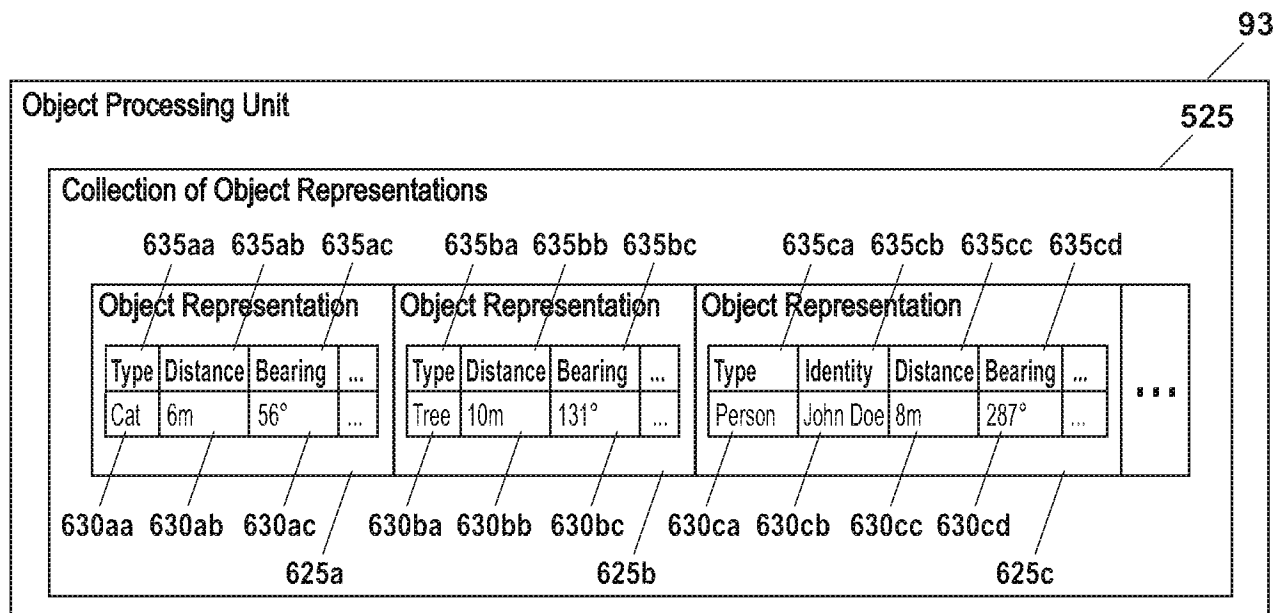 93
Object Processing Unit
525
Collection of Object Representations
635aa 635ab 635ac 635ba 635bb 635bc 635ca 635cb 635cc 635cd
Object Representation Object Representation Object Representation
Type Distance Bearing ... Type Distance Bearing ... Type Identity Distance Bearing ...
...
Cat 6m 56° ... Tree 10m 131° ... Person John Doe 8m 287° ...
630aa 630ab 630ac 630ba 630bb 630bc 630ca 630cb 630cc 630cd
625a 625b 625c